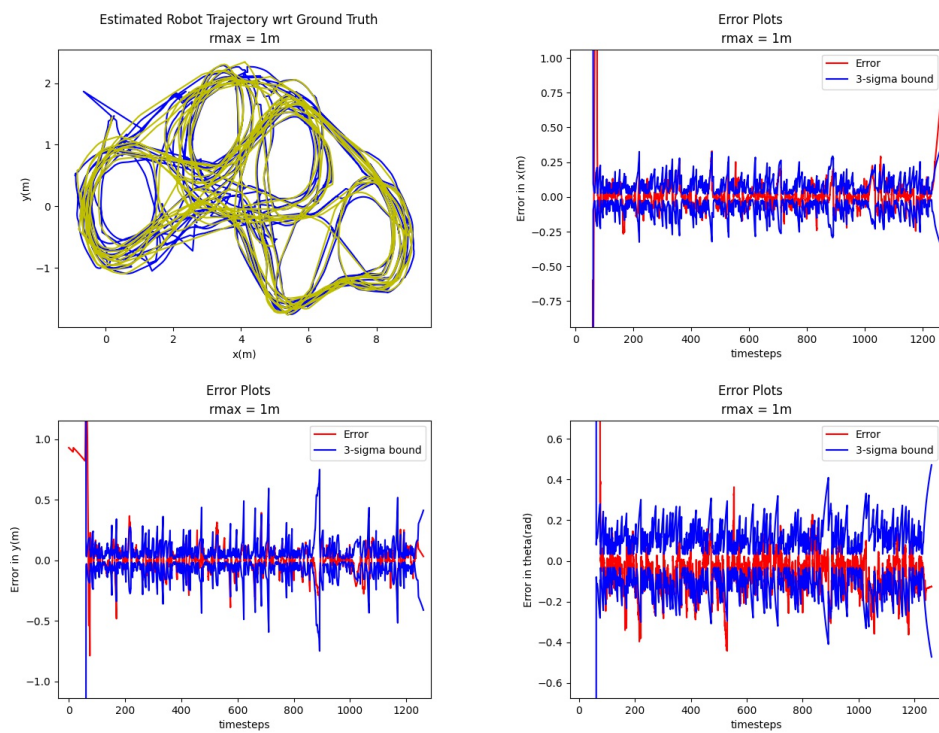 Estimated Robot Trajectory wrt Ground Truth
rmax = 1m
y(m)
2
1
0
−1
0 2 4 6 8
x(m)
Error Plots
rmax = 1m
Error in x(m)
1.00
0.75
0.50
0.25
0.00
−0.25
−0.50
−0.75
Error
3-sigma bound
0 200 400 600 800 1000 1200
timesteps
Error Plots
rmax = 1m
Error in y(m)
1.0
0.5
0.0
−0.5
−1.0
Error
3-sigma bound
0 200 400 600 800 1000 1200
timesteps
Error Plots
rmax = 1m
Error in theta(rad)
0.6
0.4
0.2
0.0
−0.2
−0.4
−0.6
Error
3-sigma bound
0 200 400 600 800 1000 1200
timesteps